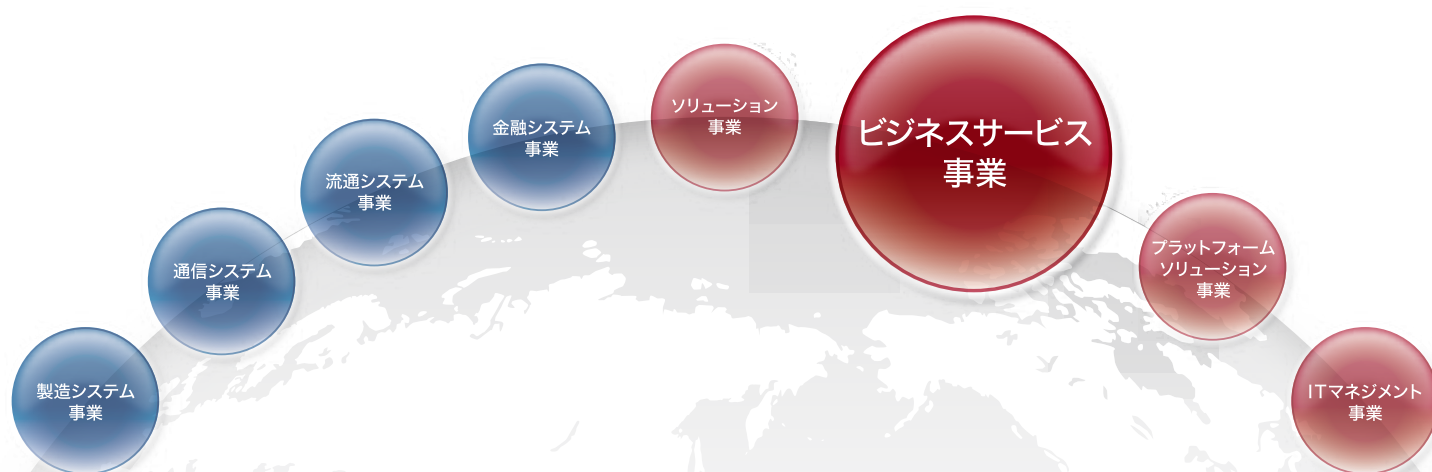 製造システム
事業
通信システム
事業
流通システム
事業
金融システム
事業
ソリューション
事業
ビジネスサービス
事業
プラットフォーム
ソリューション
事業
ITマネジメント
事業